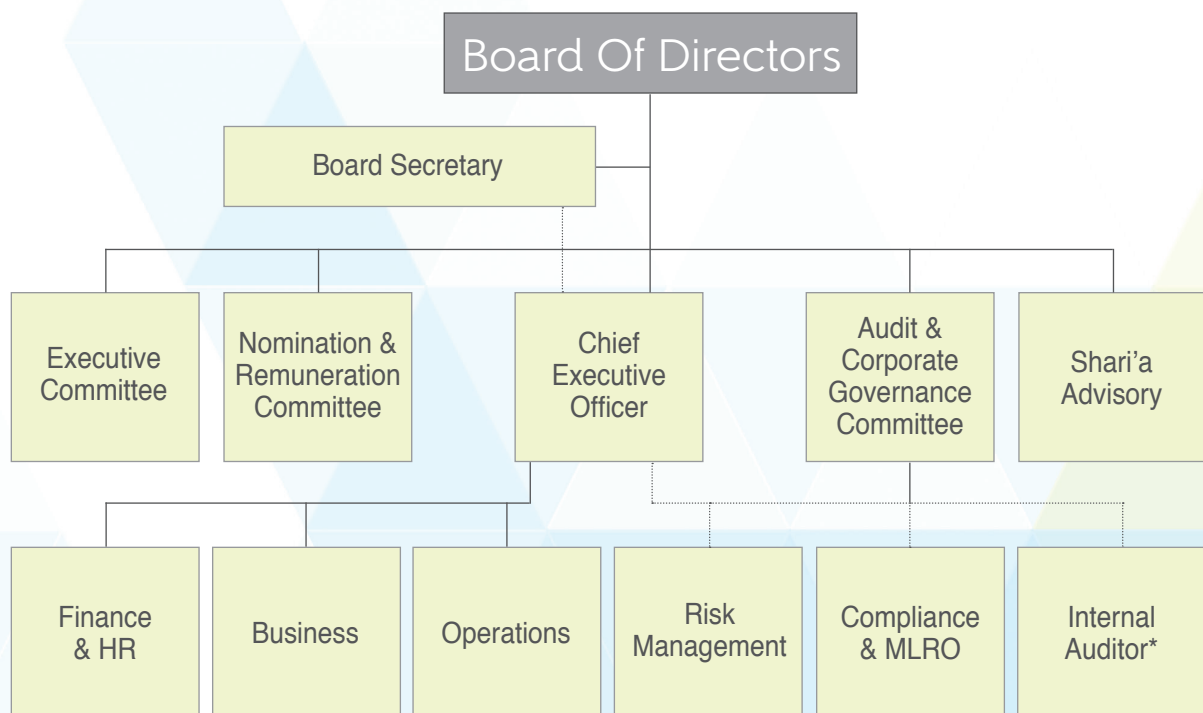 Board Of Directors
Board Secretary
Executive
Committee
Nomination &
Remuneration
Committee
Chief
Executive
Officer
Audit &
Corporate
Governance
Committee
Shari’a
Advisory
Finance
& HR
Business
Operations
Risk
Management
Compliance
& MLRO
Internal
Auditor*